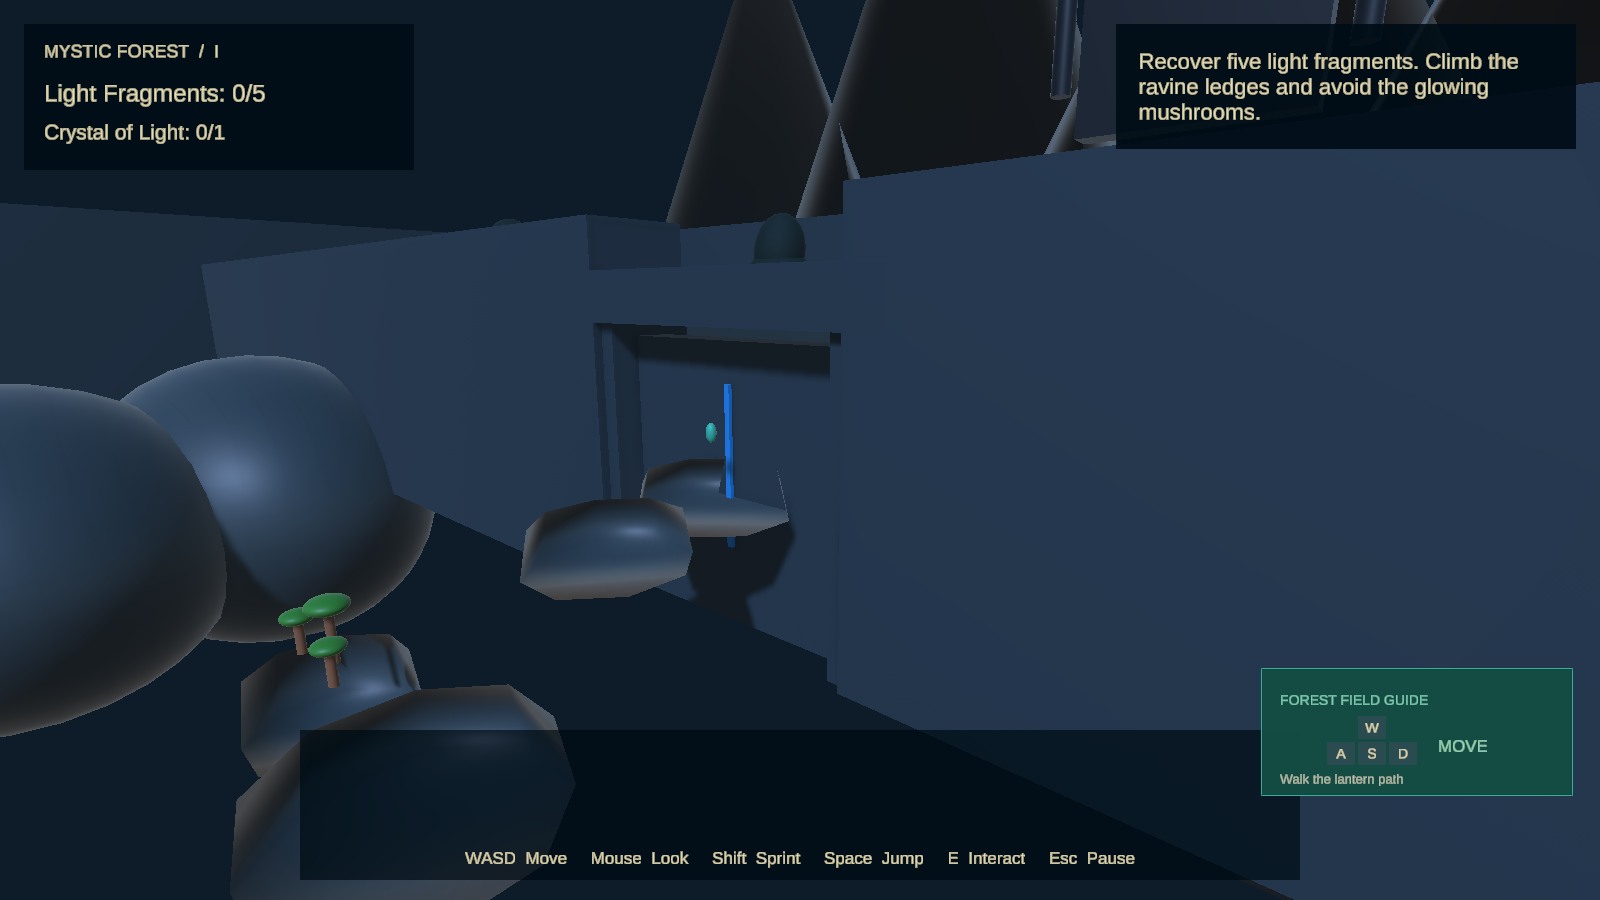 MYSTIC FOREST / I
Light Fragments: 0/5
Crystal of Light: 0/1
Recover five light fragments. Climb the
ravine ledges and avoid the glowing
mushrooms.
FOREST FIELD GUIDE
W
A S D MOVE
Walk the lantern path
WASD Move Mouse Look Shift Sprint Space Jump E Interact Esc Pause